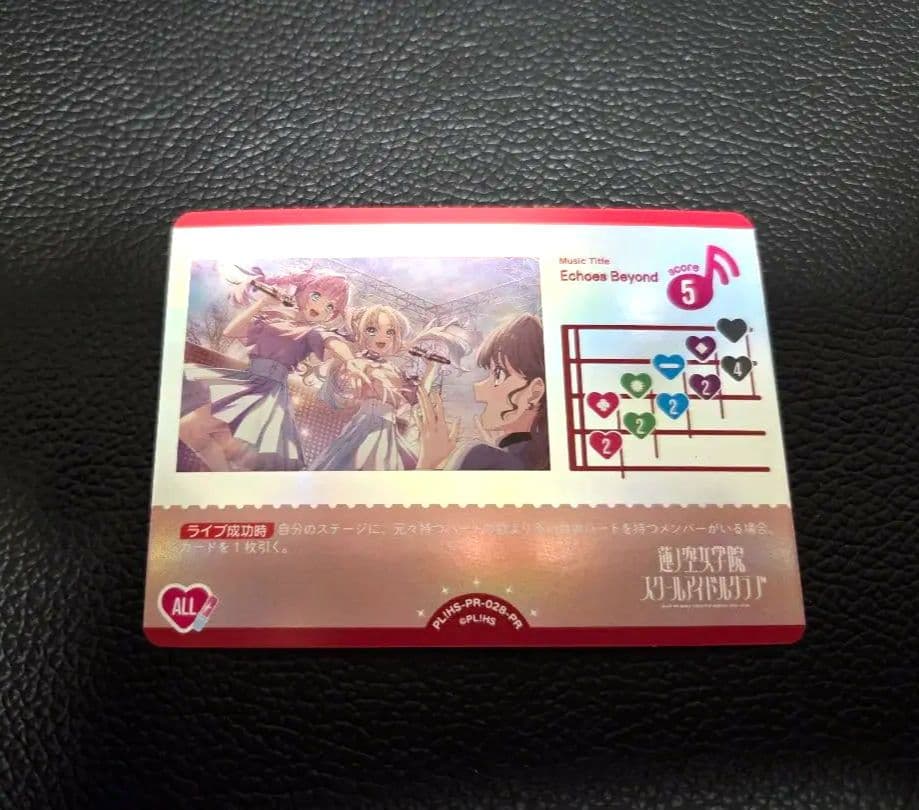 Music Title
Echoes Beyond
score
5
2
2
2
2
4
ライブ成功時 自分のステージに、元々持つハートの数より多い数のハートを持つメンバーがいる場合、
カードを1枚引く。
蓮ノ空女学院
スクールアイドルクラブ
ALL
PL!HS-PR-028-PR
©PL!HS